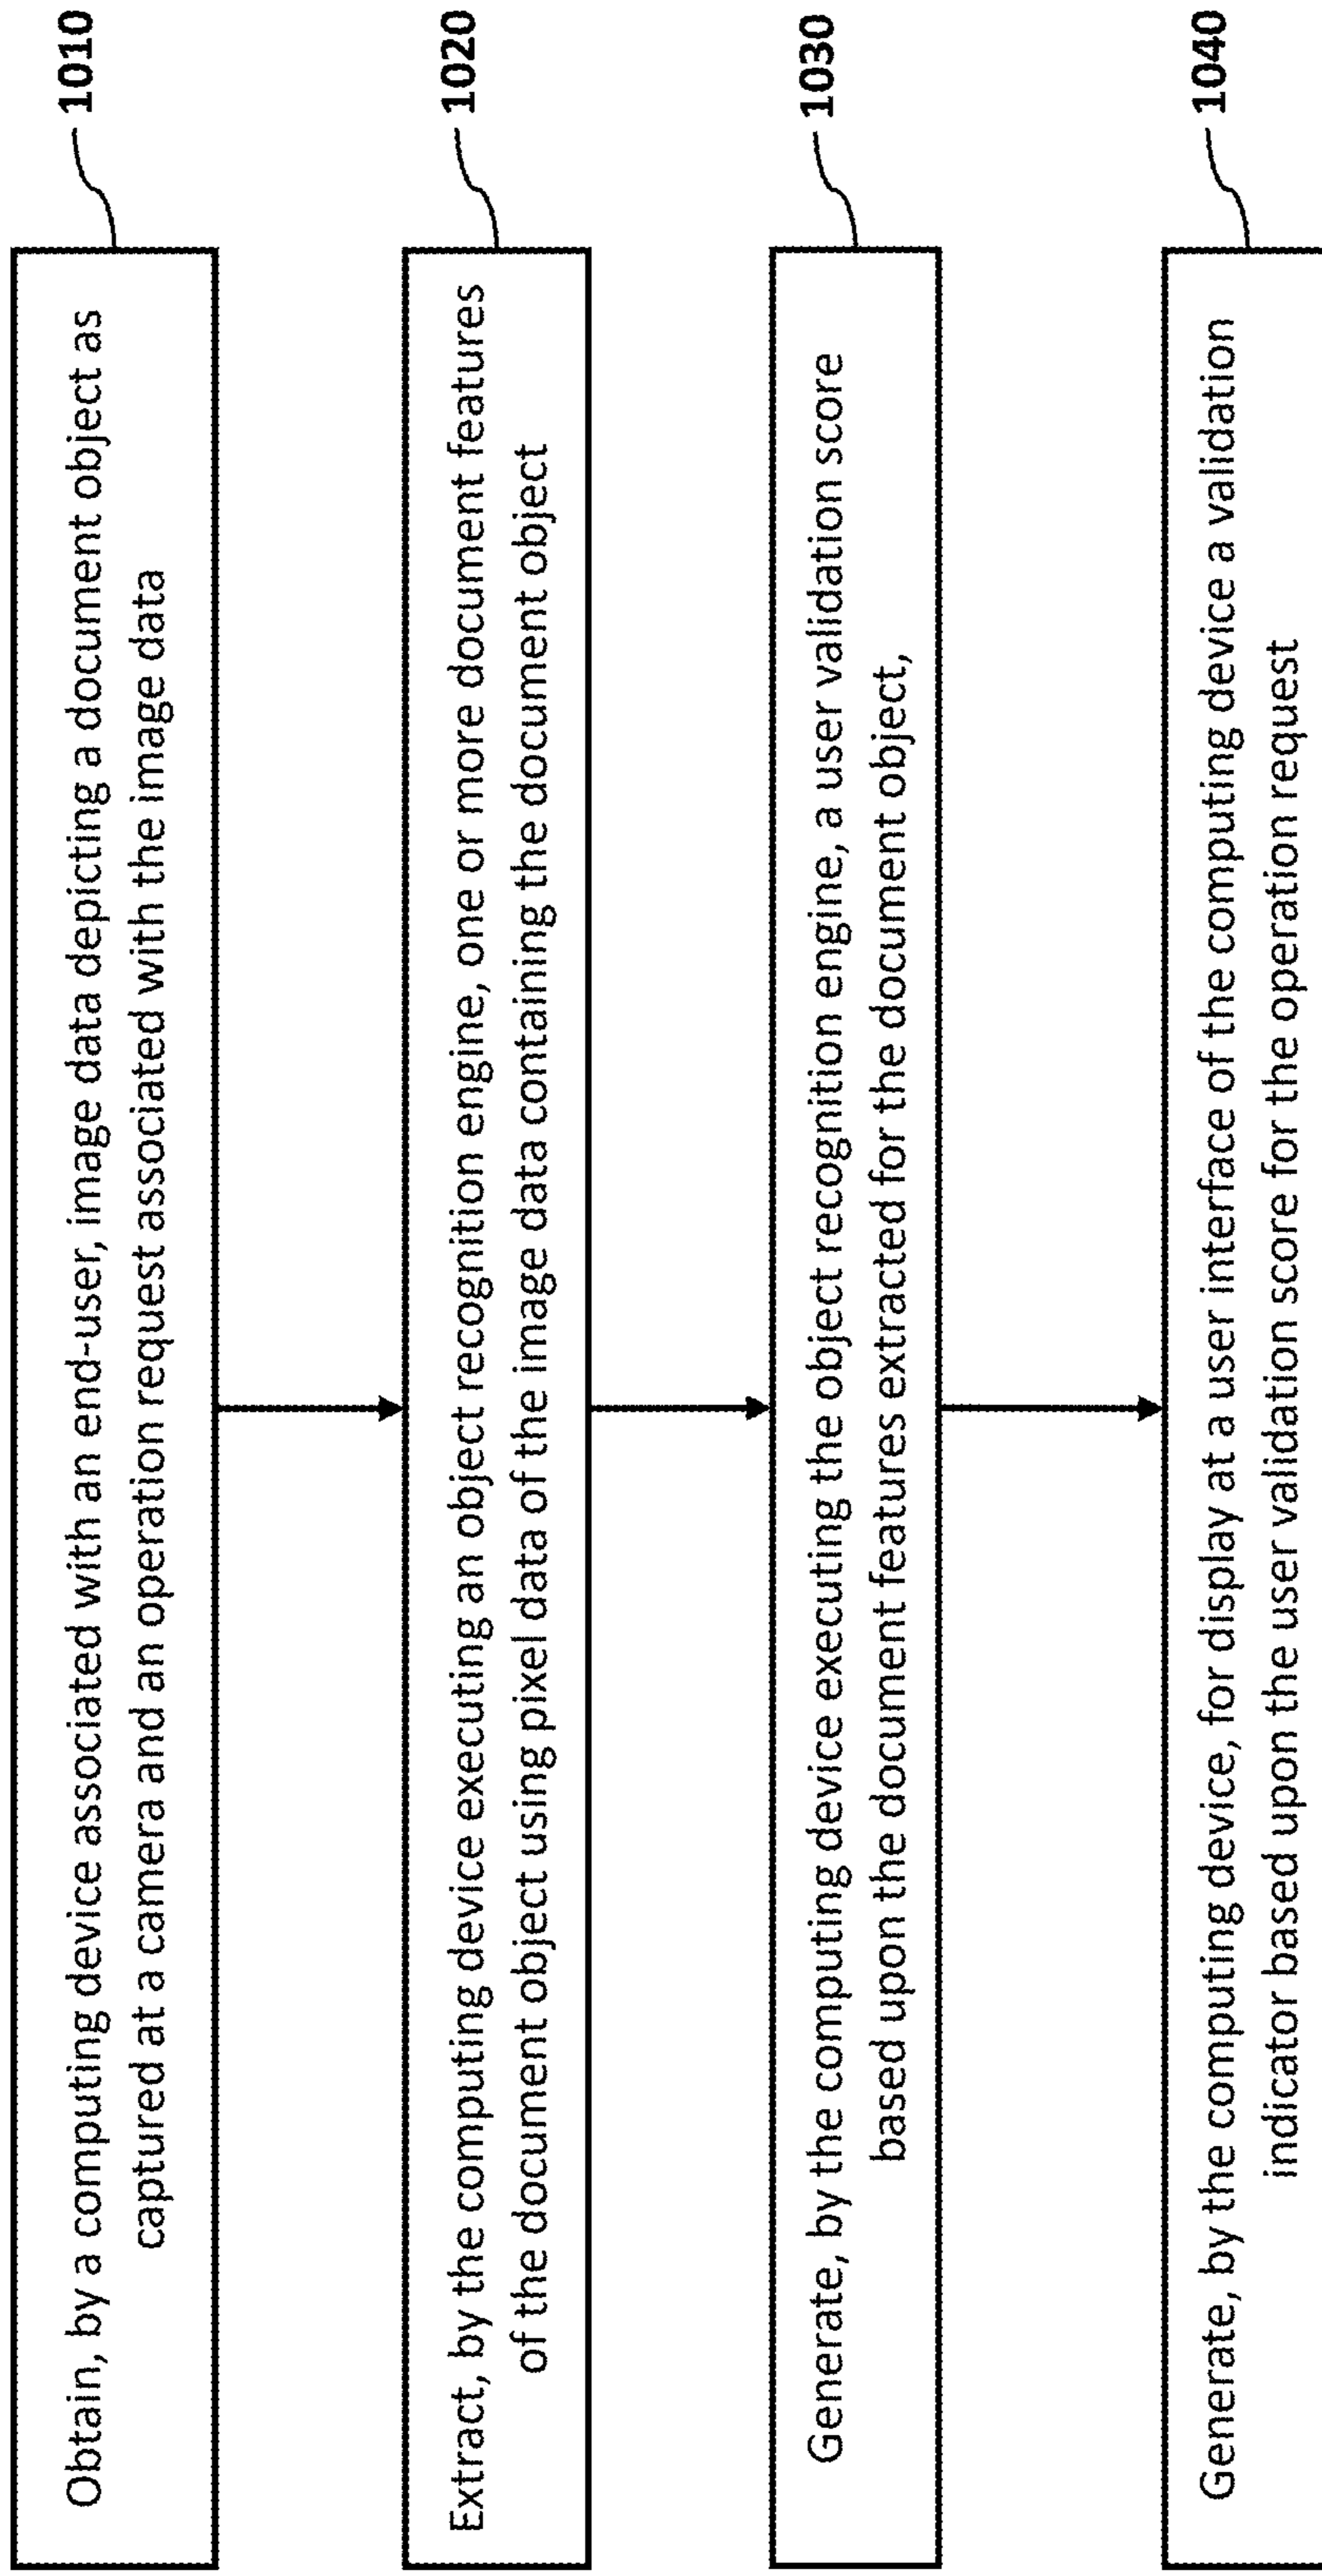 Obtain, by a computing device associated with an end-user, image data depicting a document object as
captured at a camera and an operation request associated with the image data
1010
Extract, by the computing device executing an object recognition engine, one or more document features
of the document object using pixel data of the image data containing the document object
1020
Generate, by the computing device executing the object recognition engine, a user validation score
based upon the document features extracted for the document object,
1030
Generate, by the computing device, for display at a user interface of the computing device a validation
indicator based upon the user validation score for the operation request
1040